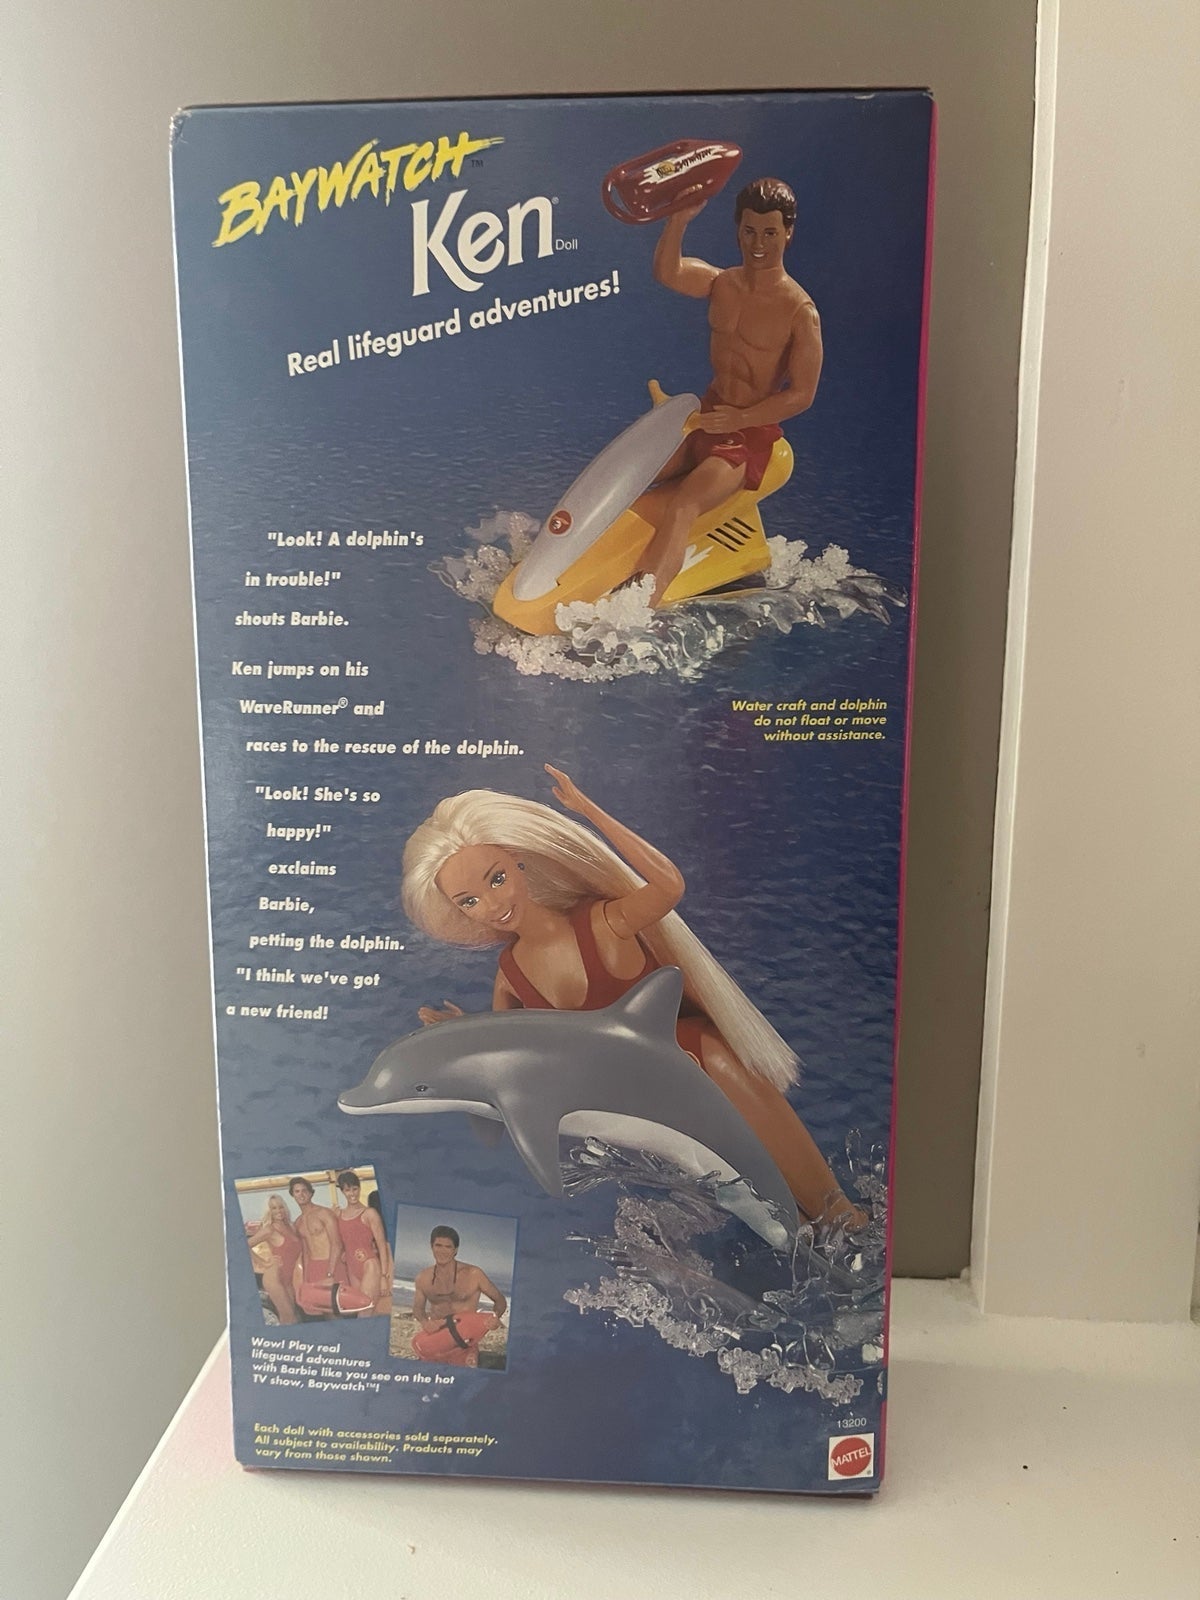 BAYWATCH™
Ken® Doll
Real lifeguard adventures!
"Look! A dolphin's
in trouble!"
shouts Barbie.
Ken jumps on his
WaveRunner® and
races to the rescue of the dolphin.
Water craft and dolphin
do not float or move
without assistance.
"Look! She's so
happy!"
exclaims
Barbie,
petting the dolphin.
"I think we've got
a new friend!
Wow! Play real
lifeguard adventures
with Barbie like you see on the hot
TV show, Baywatch™!
Each doll with accessories sold separately.
All subject to availability. Products may
vary from those shown.
13200
MATTEL®